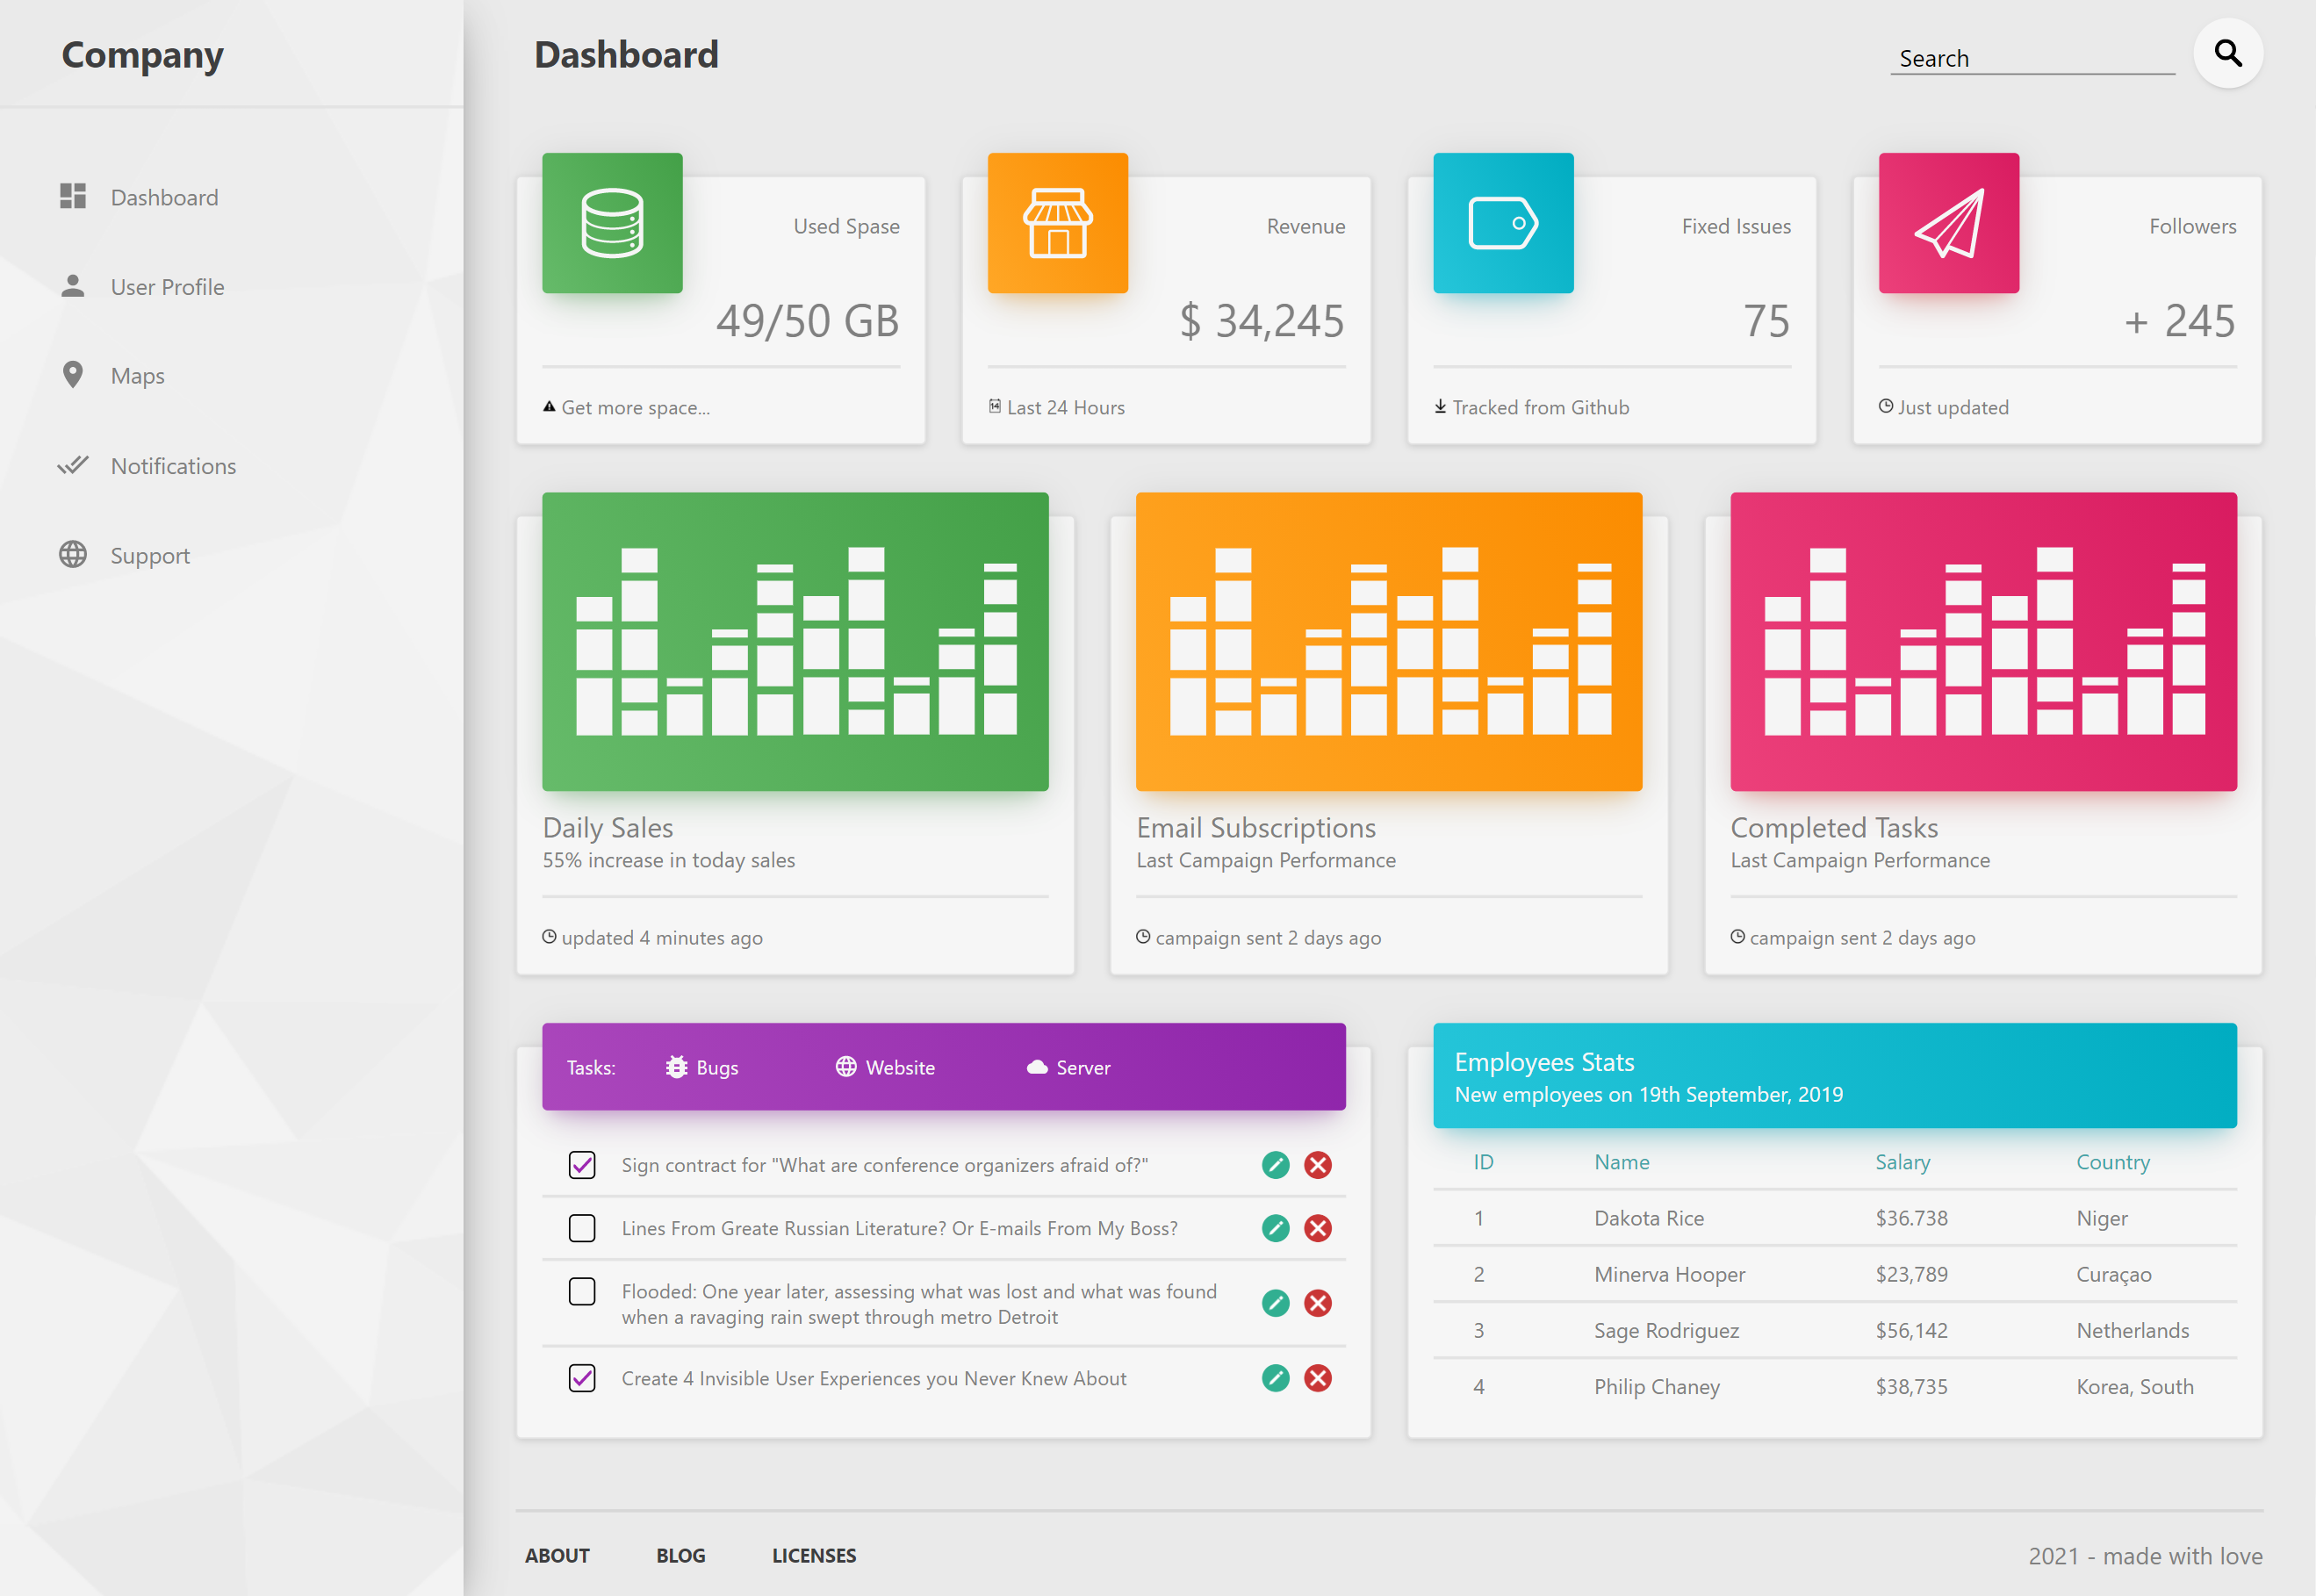 Company
Dashboard
User Profile
Maps
Notifications
Support
Dashboard
Search
Used Spase
49/50 GB
Get more space...
Revenue
$ 34,245
14
Last 24 Hours
Fixed Issues
75
Tracked from Github
Followers
+ 245
Just updated
Daily Sales
55% increase in today sales
updated 4 minutes ago
Email Subscriptions
Last Campaign Performance
campaign sent 2 days ago
Completed Tasks
Last Campaign Performance
campaign sent 2 days ago
Tasks: Bugs Website Server
Sign contract for "What are conference organizers afraid of?"
Lines From Greate Russian Literature? Or E-mails From My Boss?
Flooded: One year later, assessing what was lost and what was found
when a ravaging rain swept through metro Detroit
Create 4 Invisible User Experiences you Never Knew About
Employees Stats
New employees on 19th September, 2019
ID Name Salary Country
1 Dakota Rice $36.738 Niger
2 Minerva Hooper $23,789 Curaçao
3 Sage Rodriguez $56,142 Netherlands
4 Philip Chaney $38,735 Korea, South
ABOUT BLOG LICENSES
2021 - made with love